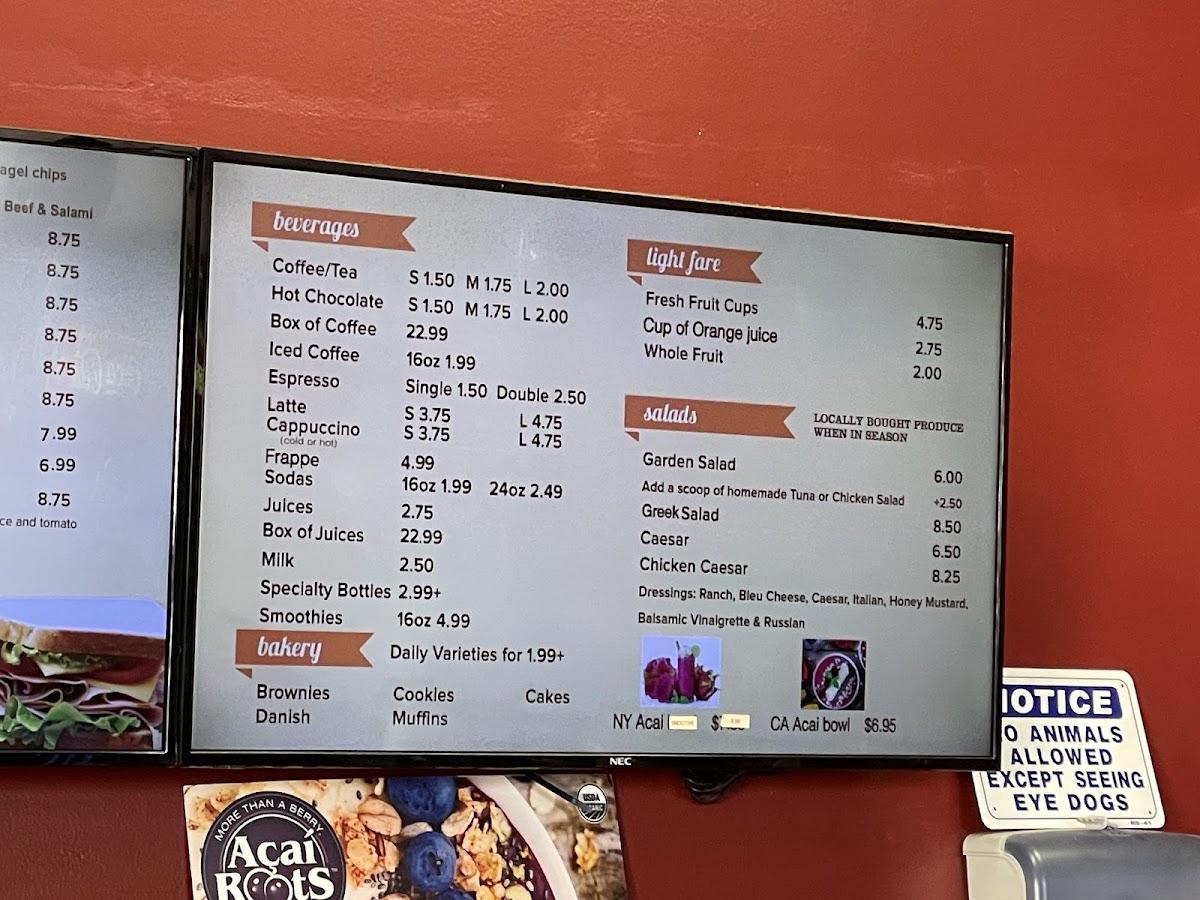 agel chips
Beef & Salami
8.75
8.75
8.75
8.75
8.75
8.75
7.99
6.99
8.75
ce and tomato
beverages
Coffee/Tea S 1.50 M 1.75 L 2.00
Hot Chocolate S 1.50 M 1.75 L 2.00
Box of Coffee 22.99
Iced Coffee 16oz 1.99
Espresso Single 1.50 Double 2.50
Latte S 3.75 L 4.75
Cappuccino S 3.75 L 4.75
(cold or hot)
Frappe 4.99
Sodas 16oz 1.99 24oz 2.49
Juices 2.75
Box of Juices 22.99
Milk 2.50
Specialty Bottles 2.99+
Smoothies 16oz 4.99
bakery Daily Varieties for 1.99+
Brownies Cookies Cakes
Danish Muffins
light fare
Fresh Fruit Cups 4.75
Cup of Orange juice 2.75
Whole Fruit 2.00
salads LOCALLY BOUGHT PRODUCE
WHEN IN SEASON
Garden Salad 6.00
Add a scoop of homemade Tuna or Chicken Salad +2.50
Greek Salad 8.50
Caesar 6.50
Chicken Caesar 8.25
Dressings: Ranch, Bleu Cheese, Caesar, Italian, Honey Mustard,
Balsamic Vinaigrette & Russian
NY Acai SMOOTHIE CA Acai bowl $6.95
NEC
NOTICE
O ANIMALS
ALLOWED
EXCEPT SEEING
EYE DOGS
MORE THAN A BERRY
Açaí
ROOTS
USDA
ORGANIC